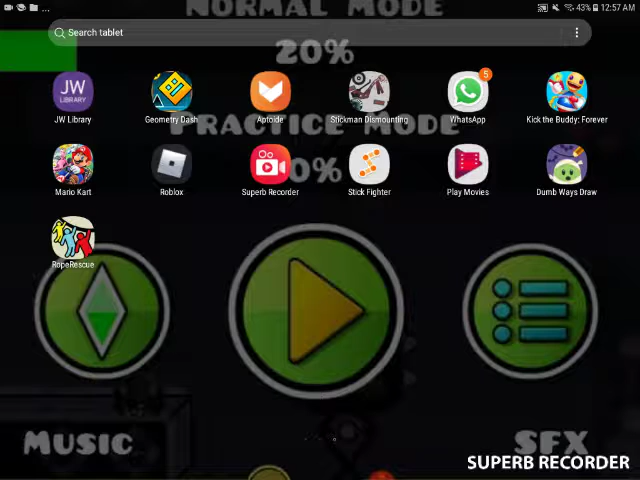 NORMAL MODE
... 43% 12:57 AM
Search tablet
20%
JW
LIBRARY
5
JW Library
Geometry Dash
Aptoide
Stickman Dismounting
WhatsApp
Kick the Buddy: Forever
PRACTICE MODE
0%
Mario Kart
Roblox
Superb Recorder
Stick Fighter
Play Movies
Dumb Ways Draw
RopeRescue
MUSIC
SFX
SUPERB RECORDER